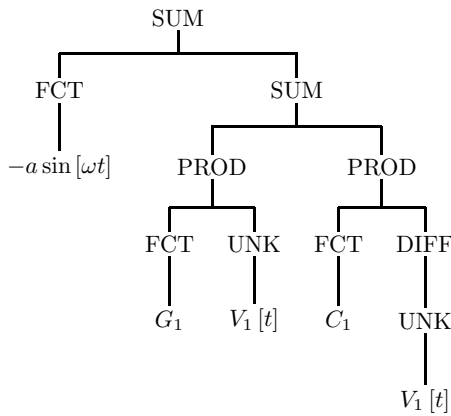 SUM
FCT SUM
−a sin [ωt] PROD PROD
FCT UNK FCT DIFF
G₁ V₁ [t] C₁ UNK
V₁ [t]